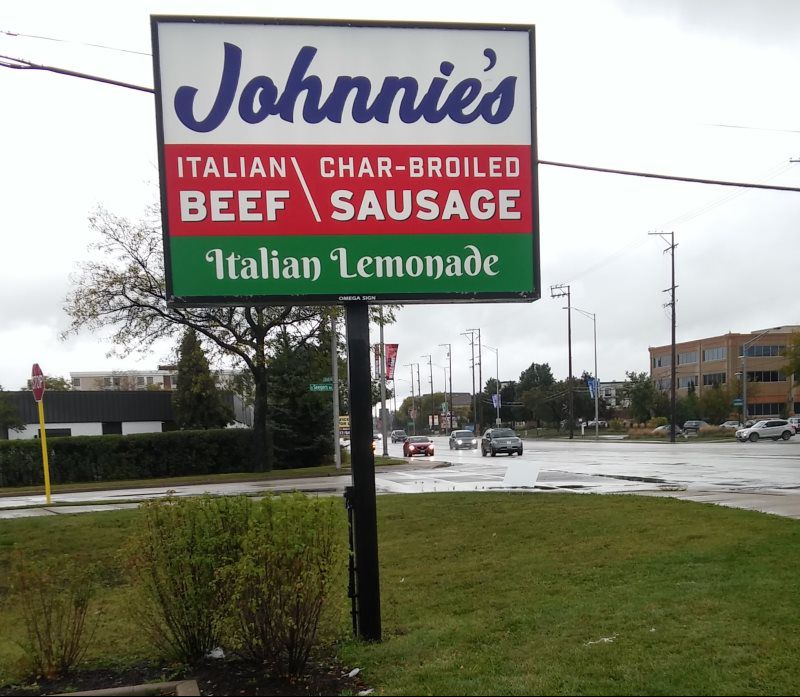 Johnnie's
ITALIAN \ CHAR-BROILED
BEEF \ SAUSAGE
Italian Lemonade
OMEGA SIGN